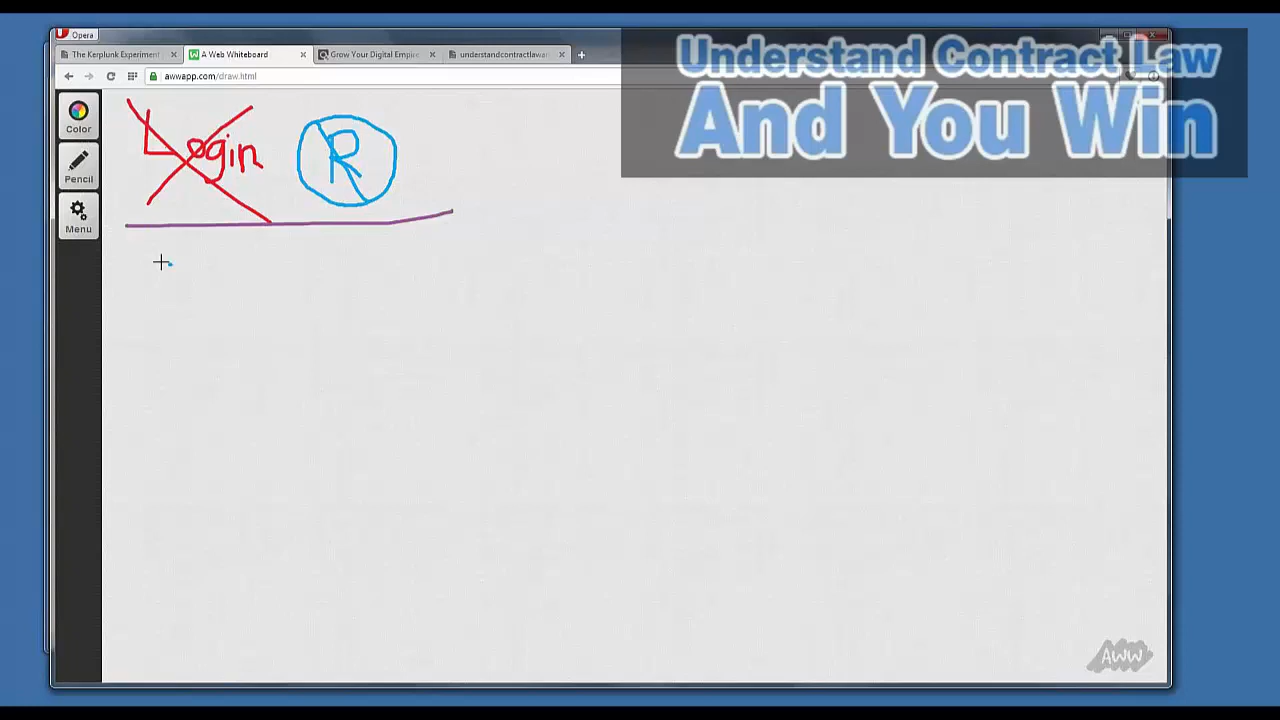 Opera
The Kerplunk Experiment
A Web Whiteboard
Grow Your Digital Empire
understandcontractlawan
awwapp.com/draw.html
Understand Contract Law
And You Win
Color
Pencil
Menu
Login
R
AWW